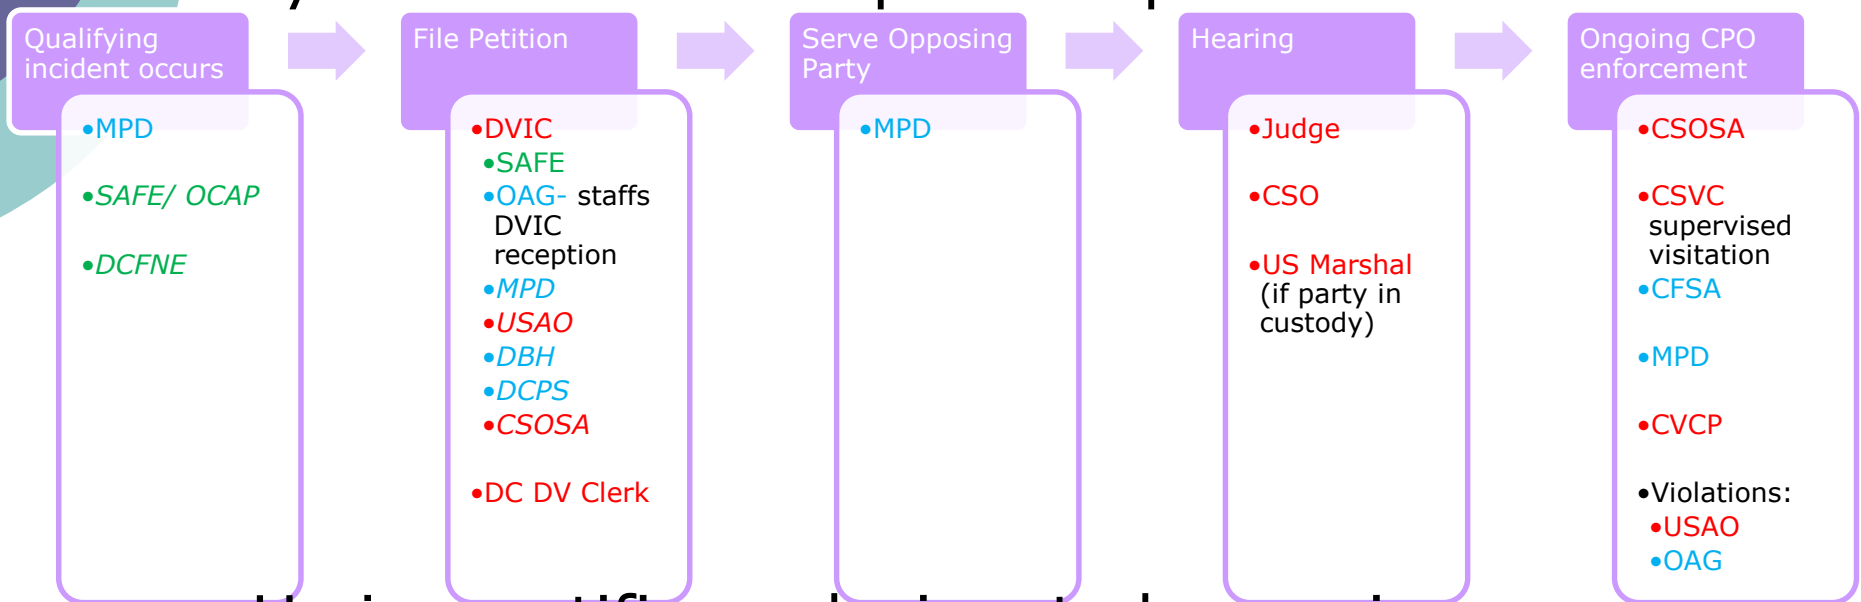 Qualifying
incident occurs
•MPD
•SAFE/ OCAP
•DCFNE
File Petition
•DVIC
•SAFE
•OAG- staffs
DVIC
reception
•MPD
•USAO
•DBH
•DCPS
•CSOSA
•DC DV Clerk
Serve Opposing
Party
•MPD
Hearing
•Judge
•CSO
•US Marshal
(if party in
custody)
Ongoing CPO
enforcement
•CSOSA
•CSVC
supervised
visitation
•CFSA
•MPD
•CVCP
•Violations:
•USAO
•OAG